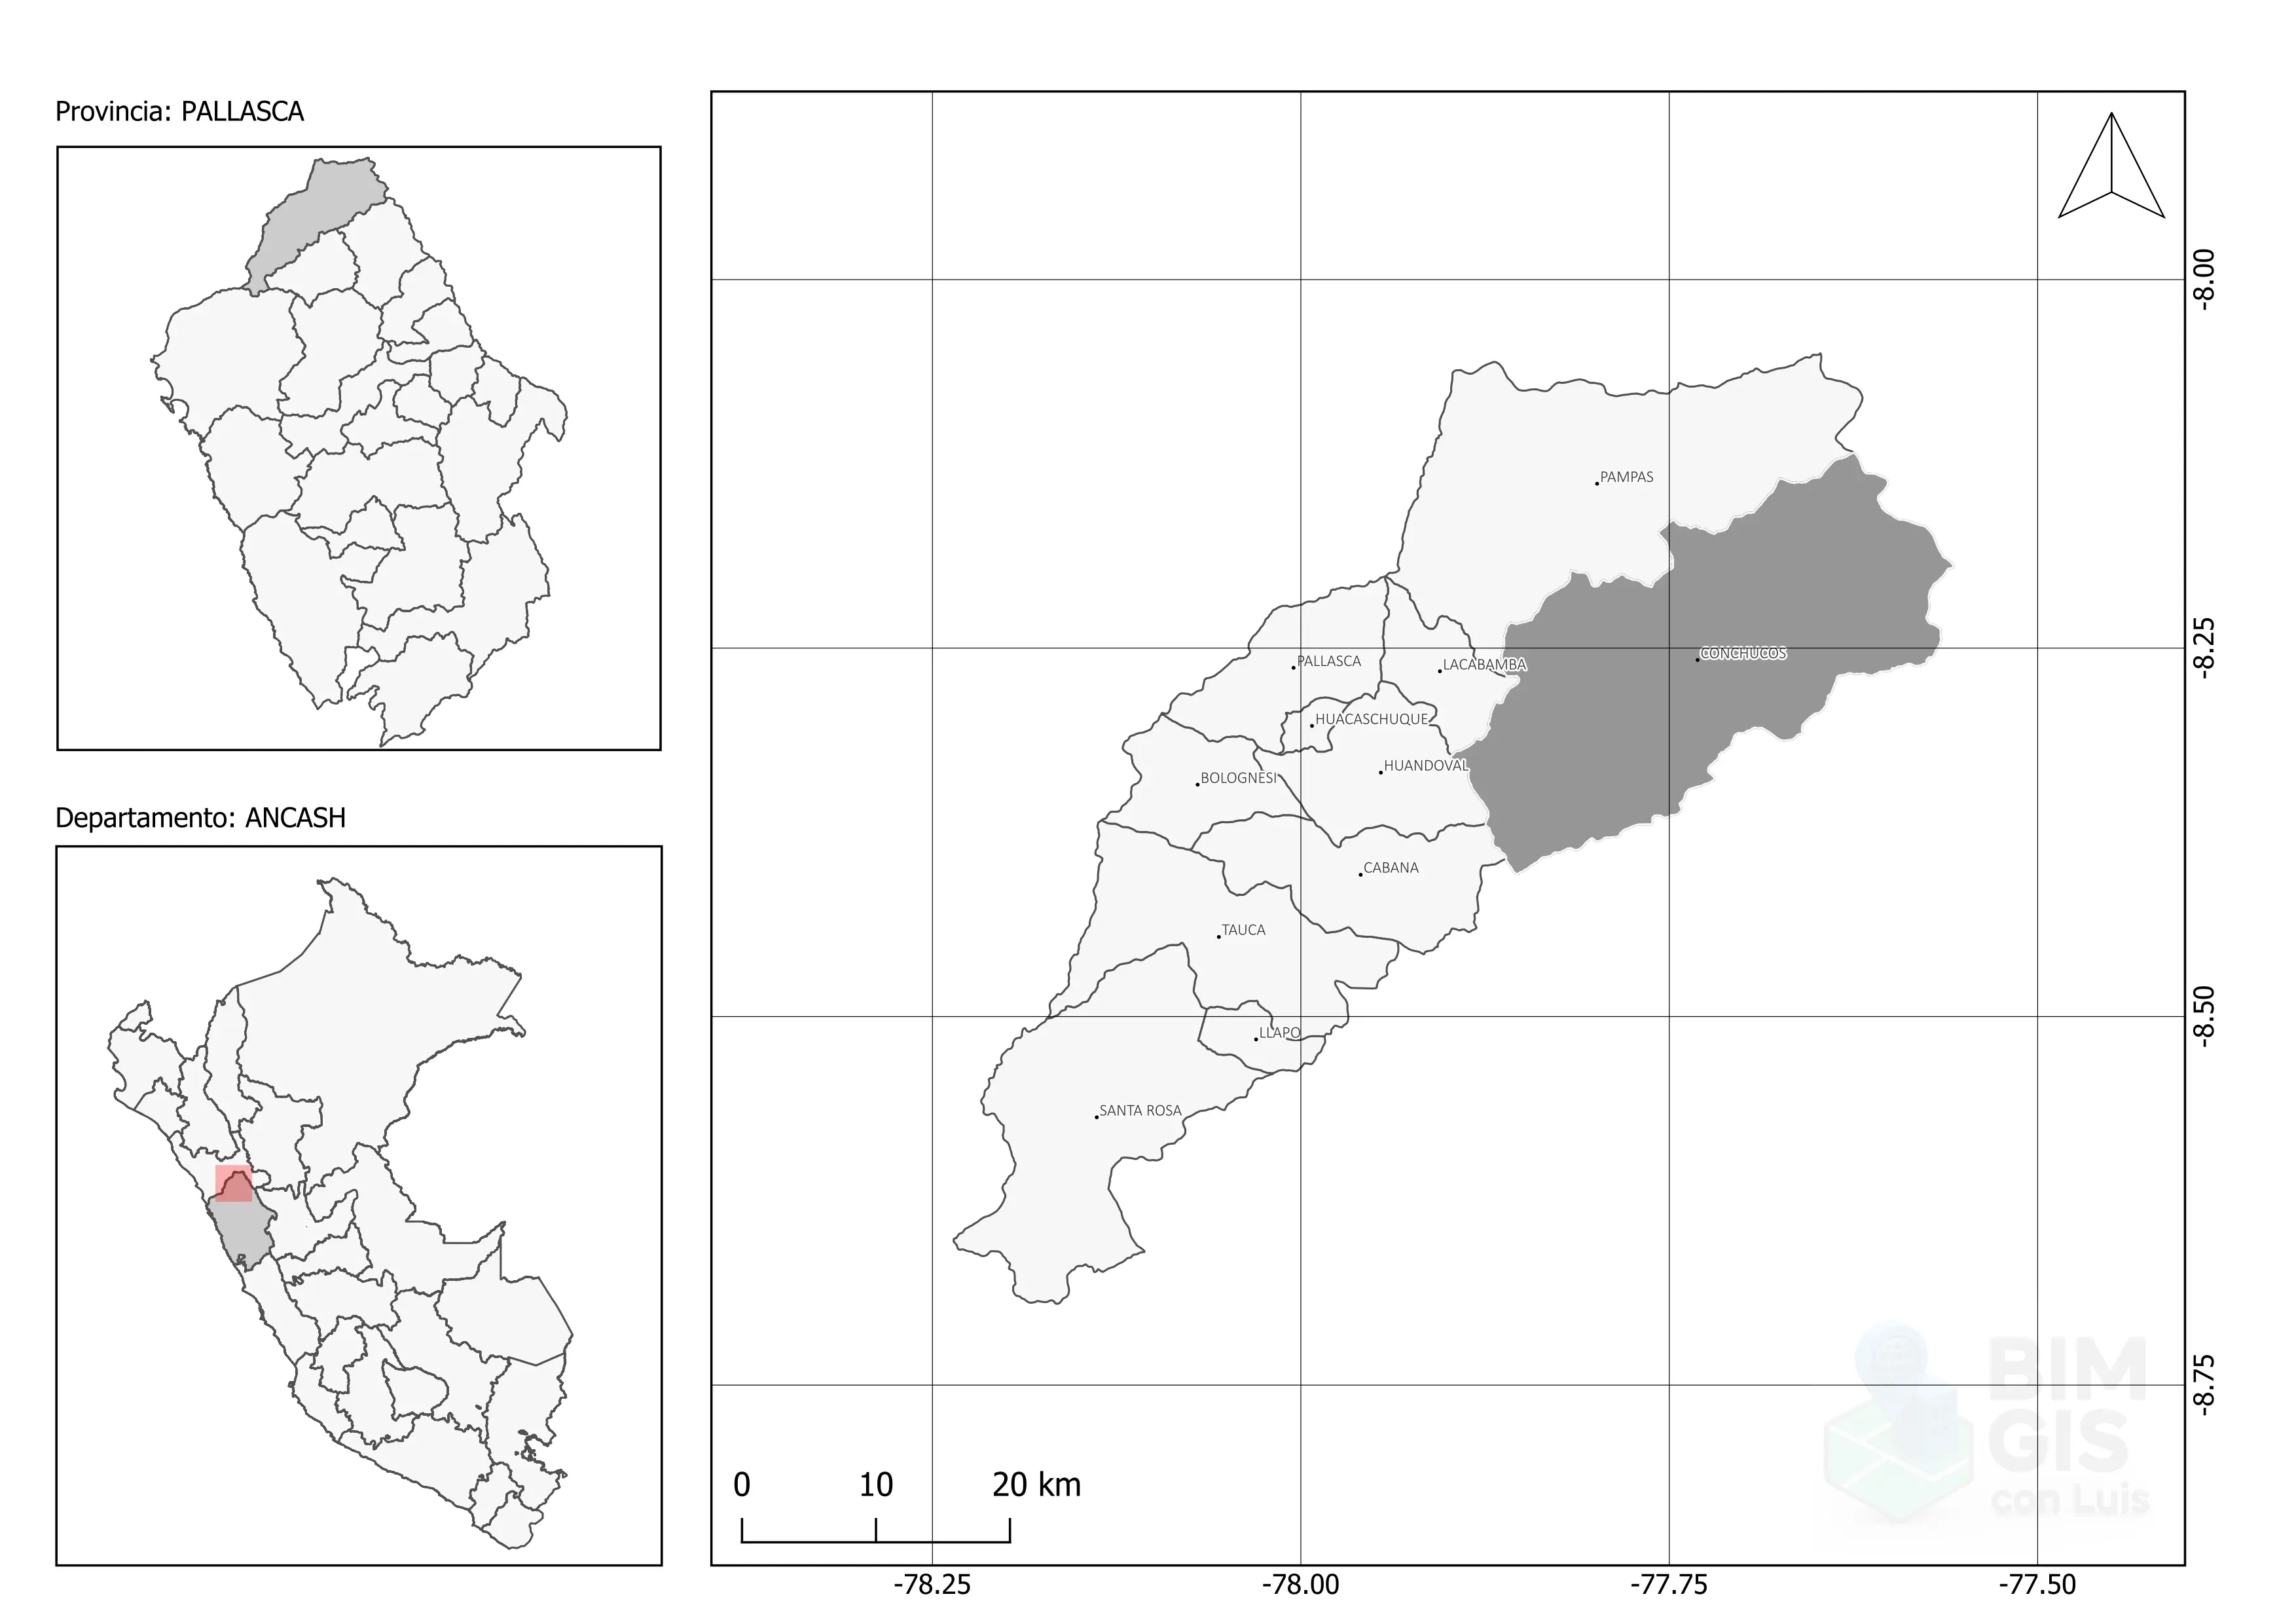 Provincia: PALLASCA
Departamento: ANCASH
PAMPAS
CONCHUCOS
PALLASCA
LACABAMBA
HUACASCHUQUE
HUANDOVAL
BOLOGNESI
CABANA
TAUCA
LLAPO
SANTA ROSA
-8.00
-8.25
-8.50
-8.75
0 10 20 km
-78.25 -78.00 -77.75 -77.50
BIM
GIS
con Luis